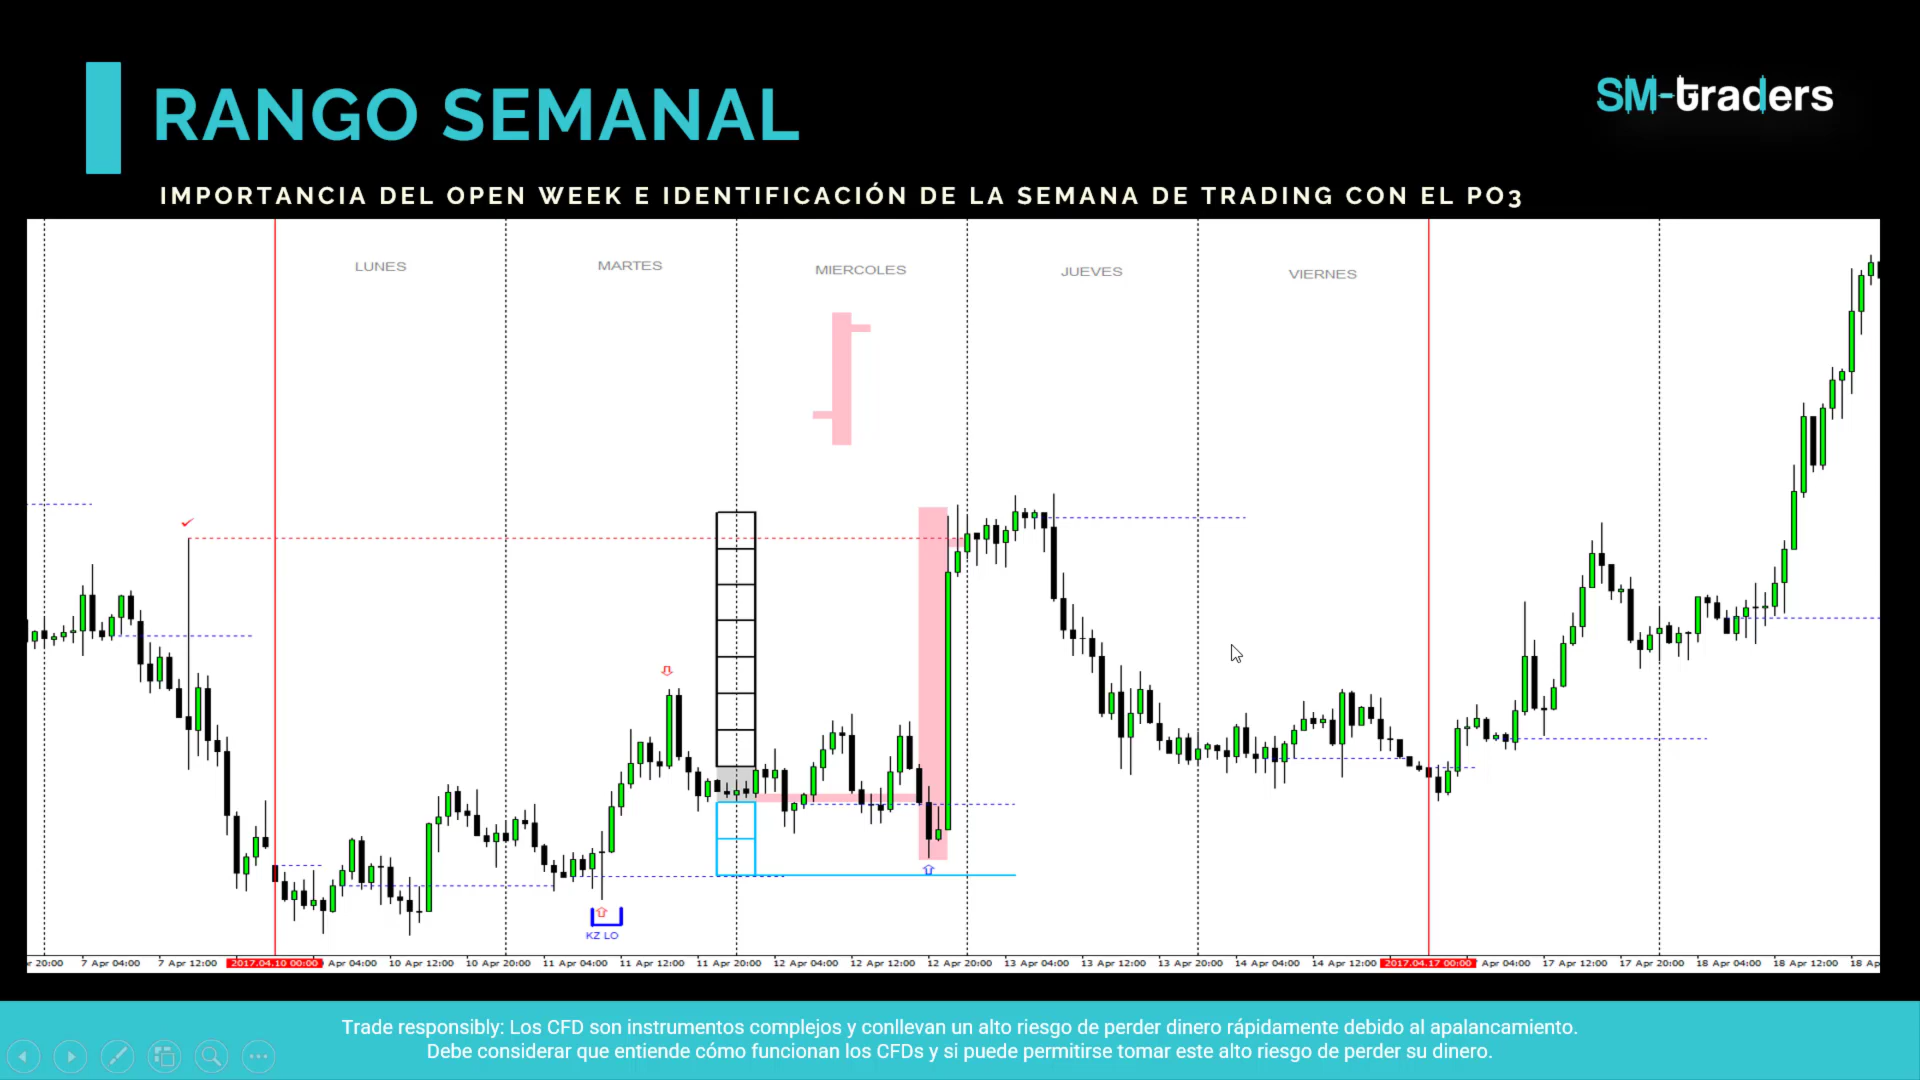 RANGO SEMANAL
SM-traders
IMPORTANCIA DEL OPEN WEEK E IDENTIFICACIÓN DE LA SEMANA DE TRADING CON EL PO3
LUNES
MARTES
MIERCOLES
JUEVES
VIERNES
KZ LO
20:00 7 Apr 04:00 7 Apr 12:00 2017.04.10 00:00 Apr 04:00 10 Apr 12:00 10 Apr 20:00 11 Apr 04:00 11 Apr 12:00 11 Apr 20:00 12 Apr 04:00 12 Apr 12:00 12 Apr 20:00 13 Apr 04:00 13 Apr 12:00 13 Apr 20:00 14 Apr 04:00 14 Apr 12:00 2017.04.17 00:00 Apr 04:00 17 Apr 12:00 17 Apr 20:00 18 Apr 04:00 18 Apr 12:00 18 Ap
Trade responsibly: Los CFD son instrumentos complejos y conllevan un alto riesgo de perder dinero rápidamente debido al apalancamiento.
Debe considerar que entiende cómo funcionan los CFDs y si puede permitirse tomar este alto riesgo de perder su dinero.